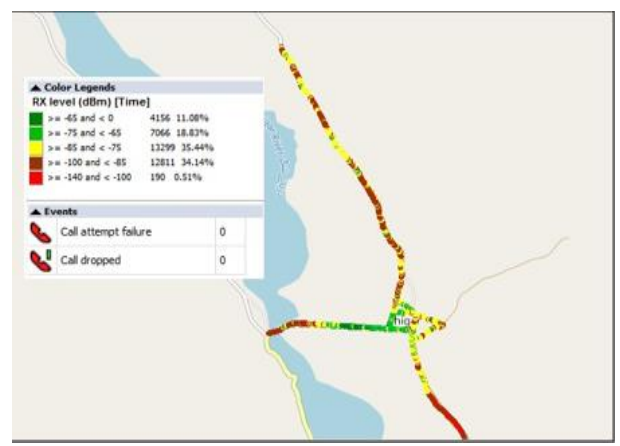 Color Legends
RX level (dBm) [Time]
>= -65 and < 0 4156 11.08%
>= -75 and < -65 7066 18.83%
>= -85 and < -75 13299 35.44%
>= -100 and < -85 12811 34.14%
>= -140 and < -100 190 0.51%
Events
Call attempt failure 0
Call dropped 0
hiq